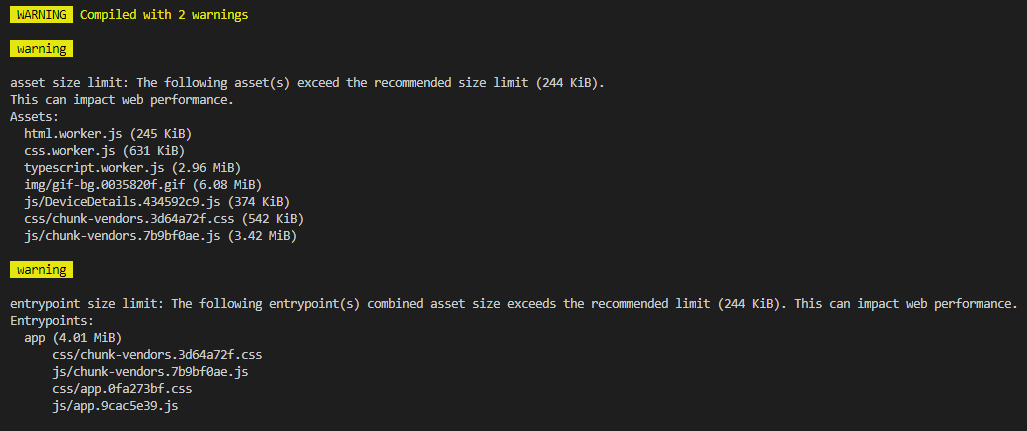 WARNING Compiled with 2 warnings
warning
asset size limit: The following asset(s) exceed the recommended size limit (244 KiB).
This can impact web performance.
Assets:
html.worker.js (245 KiB)
css.worker.js (631 KiB)
typescript.worker.js (2.96 MiB)
img/gif-bg.0035820f.gif (6.08 MiB)
js/DeviceDetails.434592c9.js (374 KiB)
css/chunk-vendors.3d64a72f.css (542 KiB)
js/chunk-vendors.7b9bf0ae.js (3.42 MiB)
warning
entrypoint size limit: The following entrypoint(s) combined asset size exceeds the recommended limit (244 KiB). This can impact web performance.
Entrypoints:
app (4.01 MiB)
css/chunk-vendors.3d64a72f.css
js/chunk-vendors.7b9bf0ae.js
css/app.0fa273bf.css
js/app.9cac5e39.js